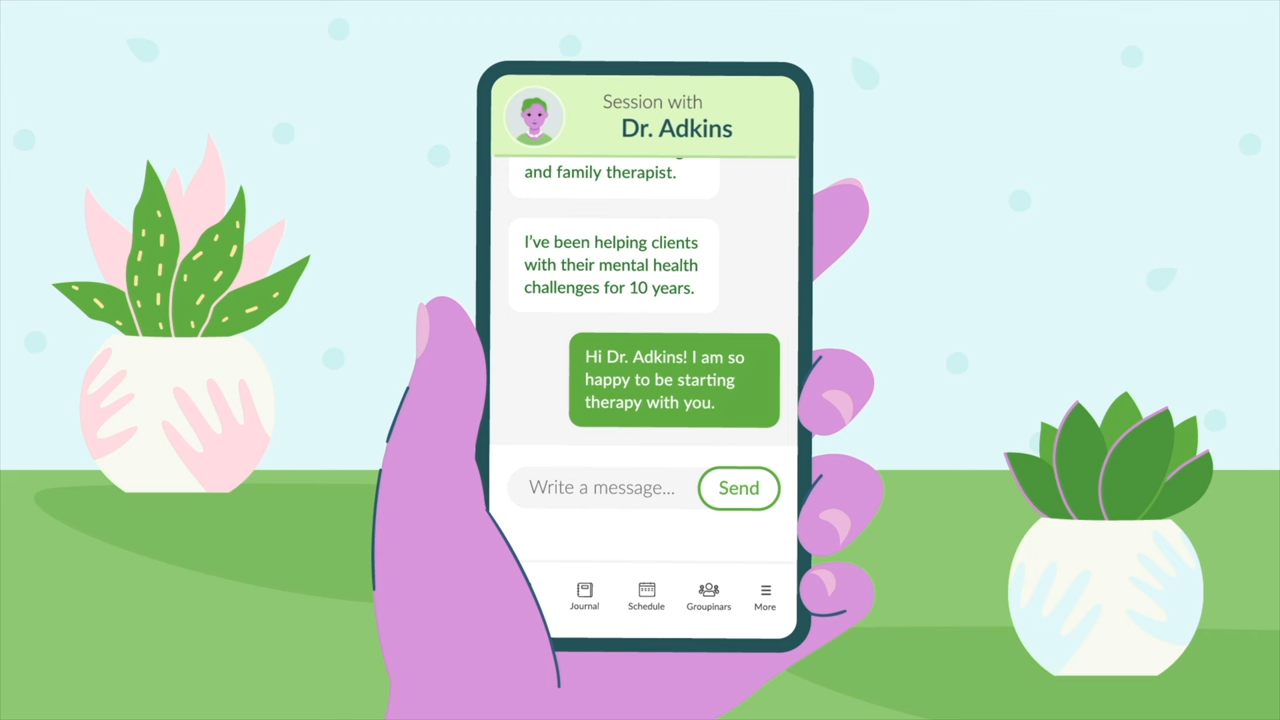 Session with
Dr. Adkins
and family therapist.
I've been helping clients
with their mental health
challenges for 10 years.
Hi Dr. Adkins! I am so
happy to be starting
therapy with you.
Write a message...
Send
Journal
Schedule
Groupinars
More